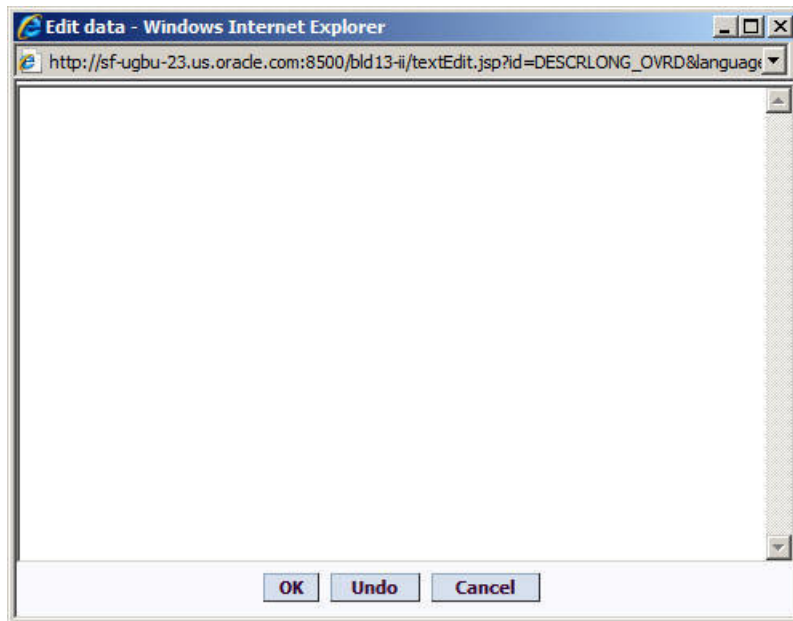 Edit data - Windows Internet Explorer
http://sf-ugbu-23.us.oracle.com:8500/bld13-ii/textEdit.jsp?id=DESCRLONG_OVRD&language
OK Undo Cancel